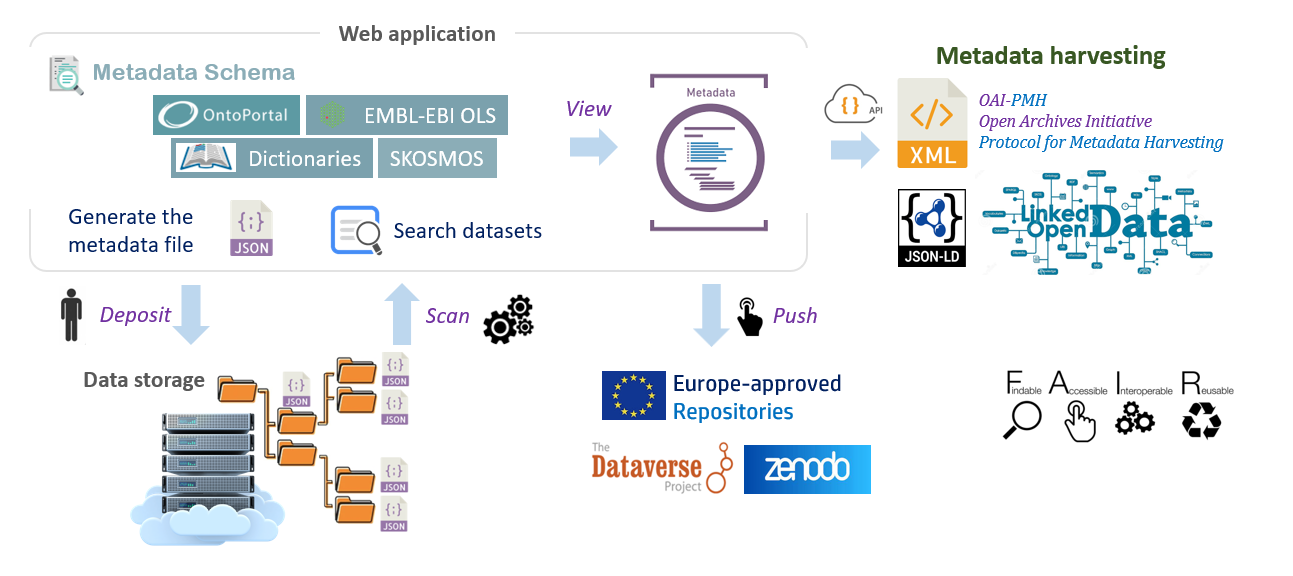 Web application
Metadata Schema
OntoPortal
EMBL-EBI OLS
Dictionaries
SKOSMOS
Generate the
metadata file
JSON
Search datasets
View
Metadata
API
Metadata harvesting
XML
OAI-PMH
Open Archives Initiative
Protocol for Metadata Harvesting
JSON-LD
Linked
Open
Data
Deposit
Scan
Push
Data storage
JSON
JSON
JSON
JSON
JSON
Europe-approved
Repositories
The
Dataverse
Project
zenodo
Findable
Accessible
Interoperable
Reusable